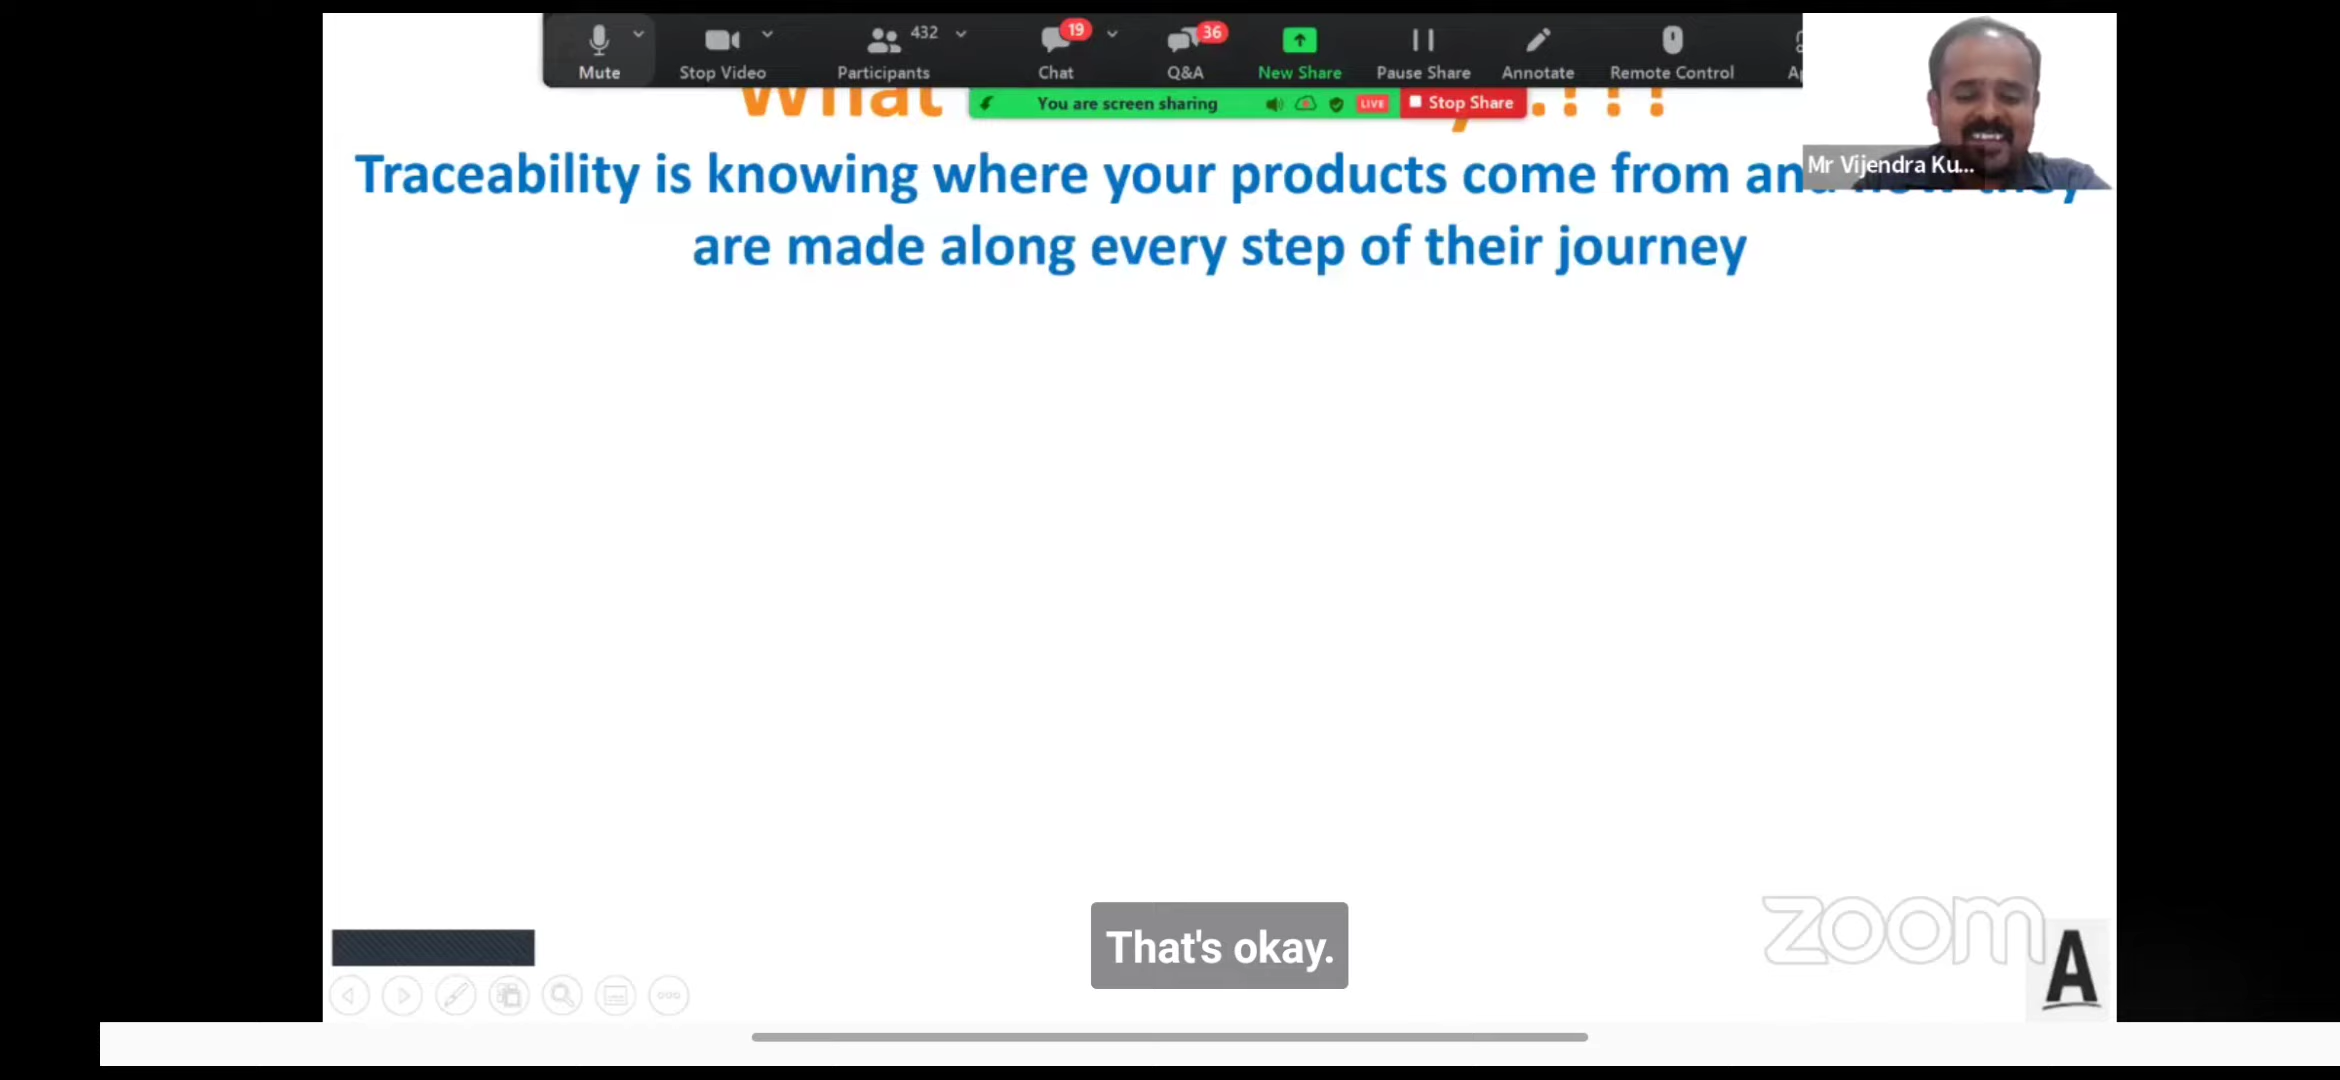 432
19
36
Mute
Stop Video
Participants
Chat
Q&A
New Share
Pause Share
Annotate
Remote Control
What
You are screen sharing
LIVE
Stop Share
Mr Vijendra Ku...
Traceability is knowing where your products come from
are made along every step of their journey
That's okay.
zoom
A